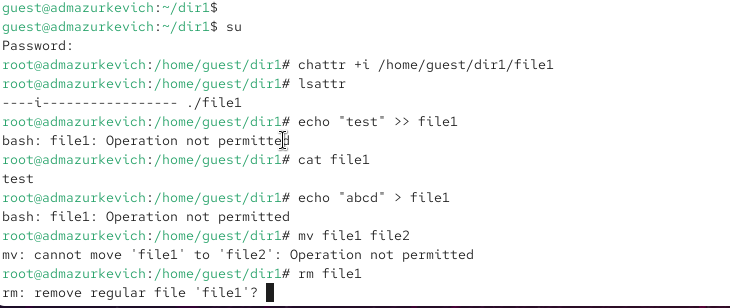 guest@admazurkevich:~/dir1$
guest@admazurkevich:~/dir1$ su
Password:
root@admazurkevich:/home/guest/dir1# chattr +i /home/guest/dir1/file1
root@admazurkevich:/home/guest/dir1# lsattr
----i----------------- ./file1
root@admazurkevich:/home/guest/dir1# echo "test" >> file1
bash: file1: Operation not permitted
root@admazurkevich:/home/guest/dir1# cat file1
test
root@admazurkevich:/home/guest/dir1# echo "abcd" > file1
bash: file1: Operation not permitted
root@admazurkevich:/home/guest/dir1# mv file1 file2
mv: cannot move 'file1' to 'file2': Operation not permitted
root@admazurkevich:/home/guest/dir1# rm file1
rm: remove regular file 'file1'?